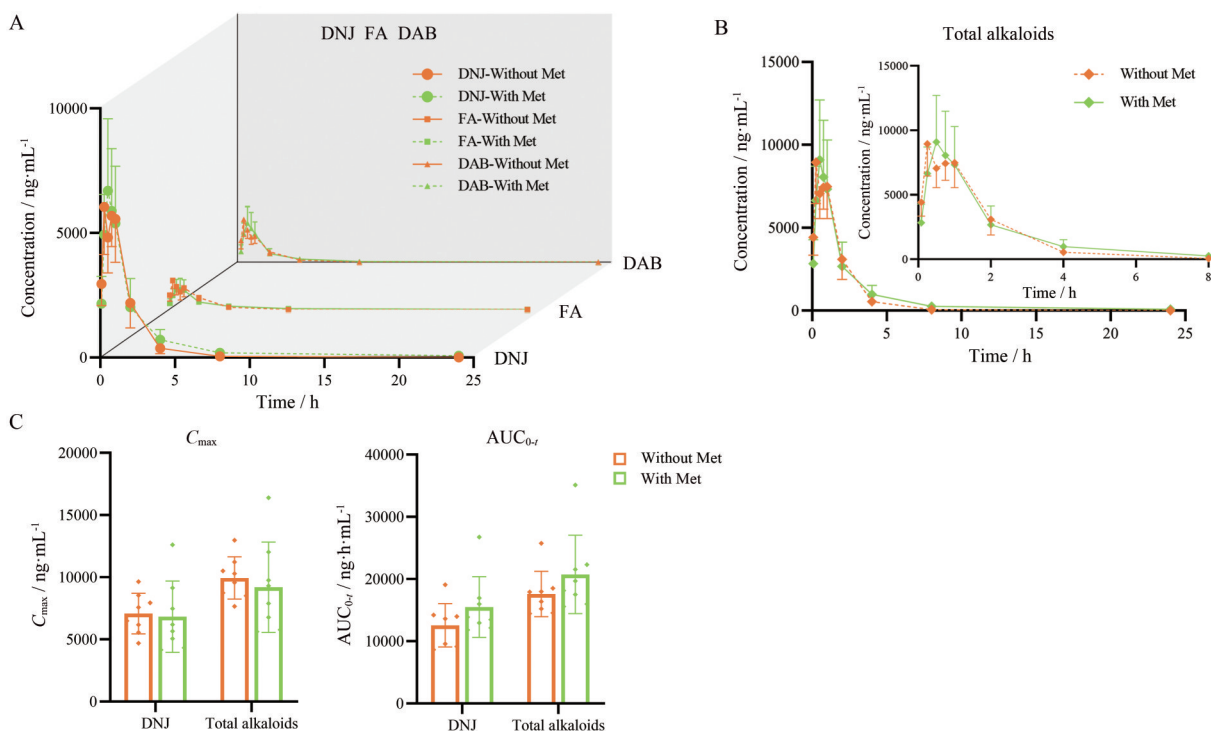 A
DNJ FA DAB
DNJ-Without Met
DNJ-With Met
FA-Without Met
FA-With Met
DAB-Without Met
DAB-With Met
Concentration / ng·mL⁻¹
10000
5000
0
0
5
10
15
20
25
Time / h
DNJ
FA
DAB
B
Total alkaloids
Concentration / ng·mL⁻¹
15000
10000
5000
0
0
5
10
15
20
25
Time / h
Concentration / ng·mL⁻¹
15000
10000
5000
0
0
2
4
6
8
Time / h
Without Met
With Met
C
Cmax
Cmax / ng·mL⁻¹
20000
15000
10000
5000
0
DNJ
Total alkaloids
AUC0-t
AUC0-t / ng·h·mL⁻¹
40000
30000
20000
10000
0
DNJ
Total alkaloids
Without Met
With Met